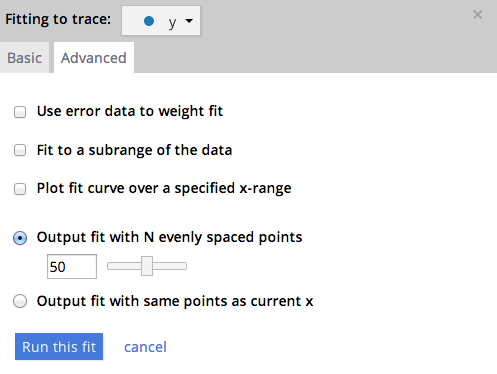 Fitting to trace: y
Basic Advanced
Use error data to weight fit
Fit to a subrange of the data
Plot fit curve over a specified x-range
Output fit with N evenly spaced points
50
Output fit with same points as current x
Run this fit cancel